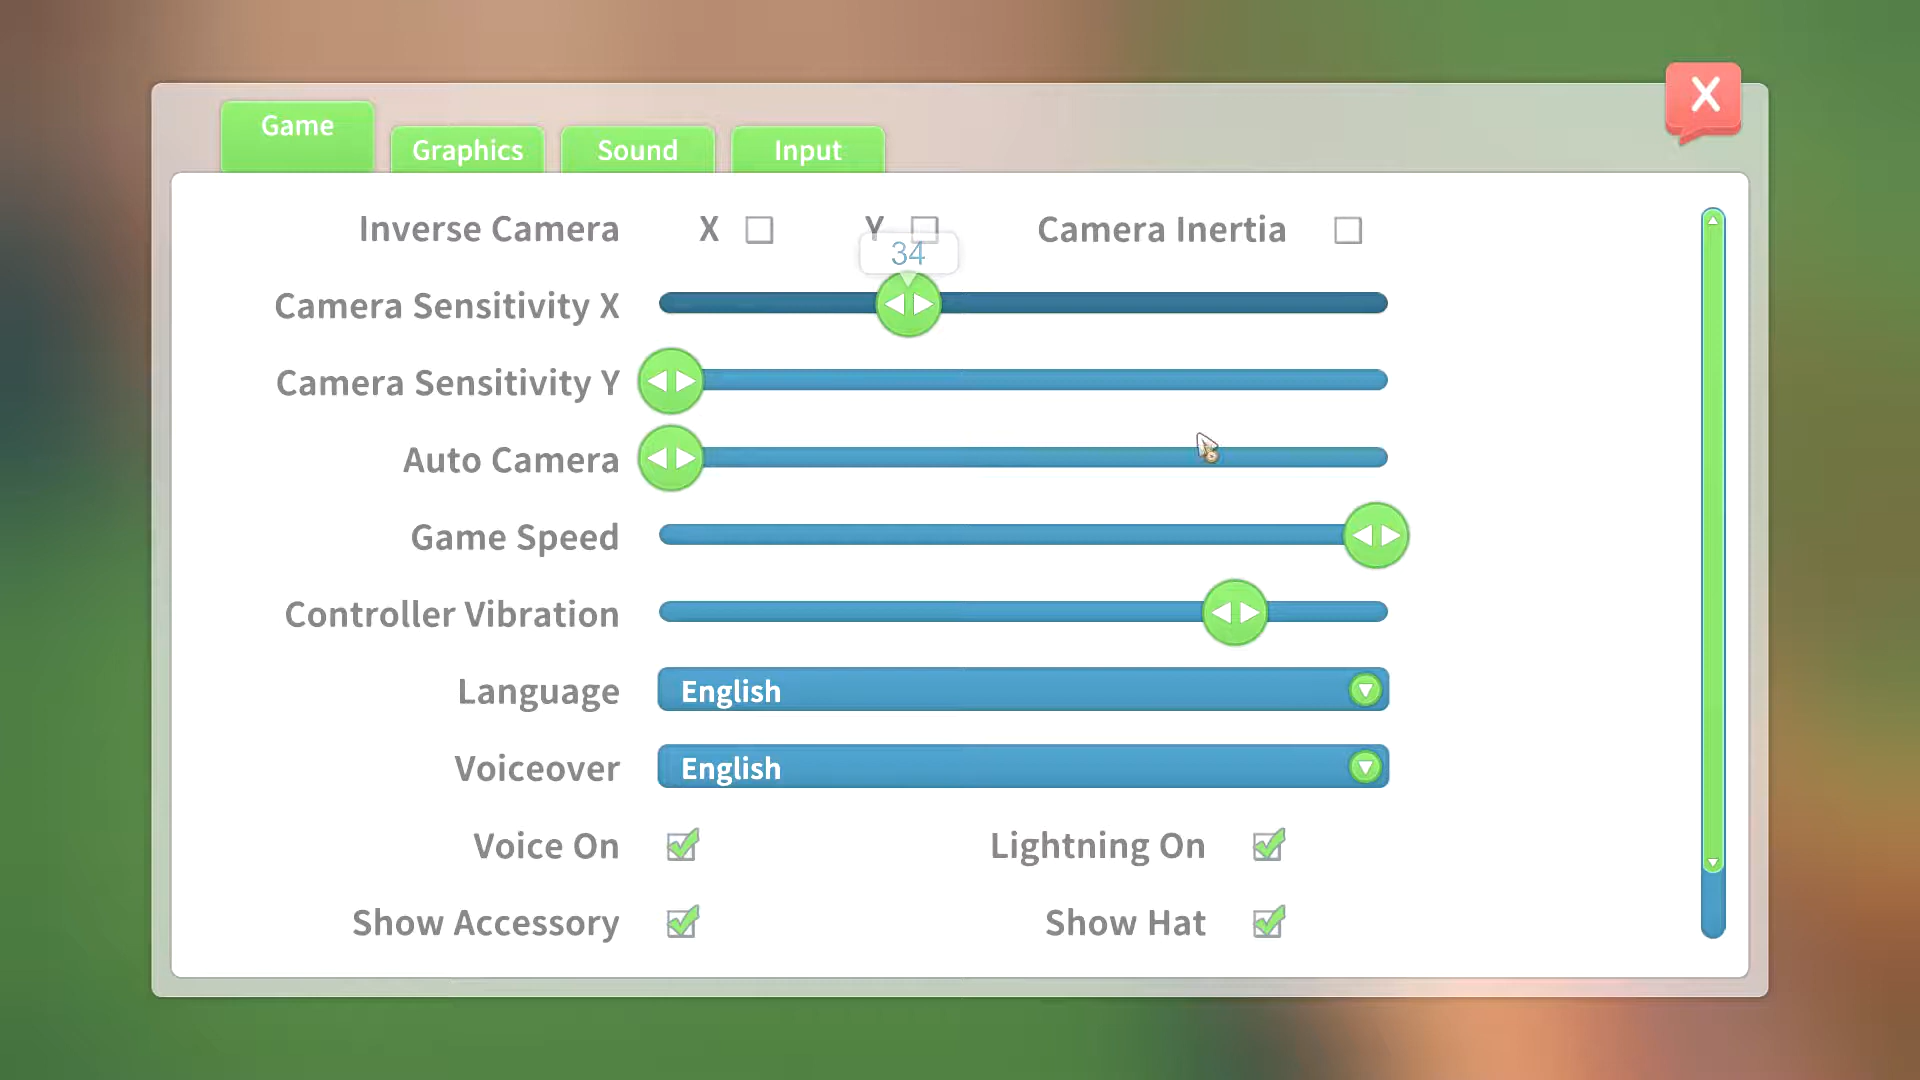 Game
Graphics
Sound
Input
X
Inverse Camera X Y Camera Inertia
34
Camera Sensitivity X
Camera Sensitivity Y
Auto Camera
Game Speed
Controller Vibration
Language English
Voiceover English
Voice On Lightning On
Show Accessory Show Hat